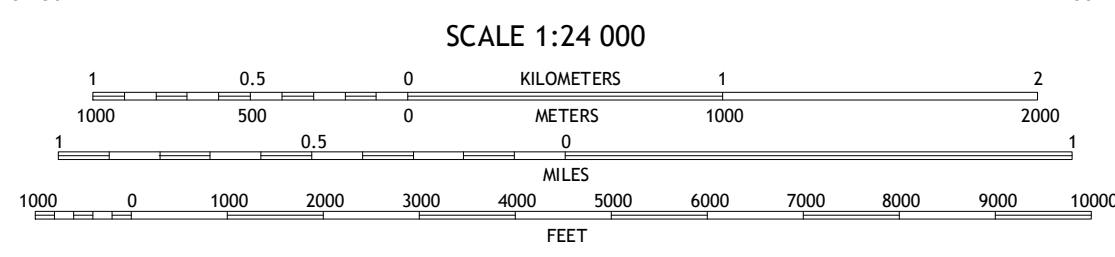 SCALE 1:24 000
1 0.5 0 KILOMETERS 1 2
1000 500 0 METERS 1000 2000
1 0.5 0 1
MILES
1000 0 1000 2000 3000 4000 5000 6000 7000 8000 9000 10000
FEET